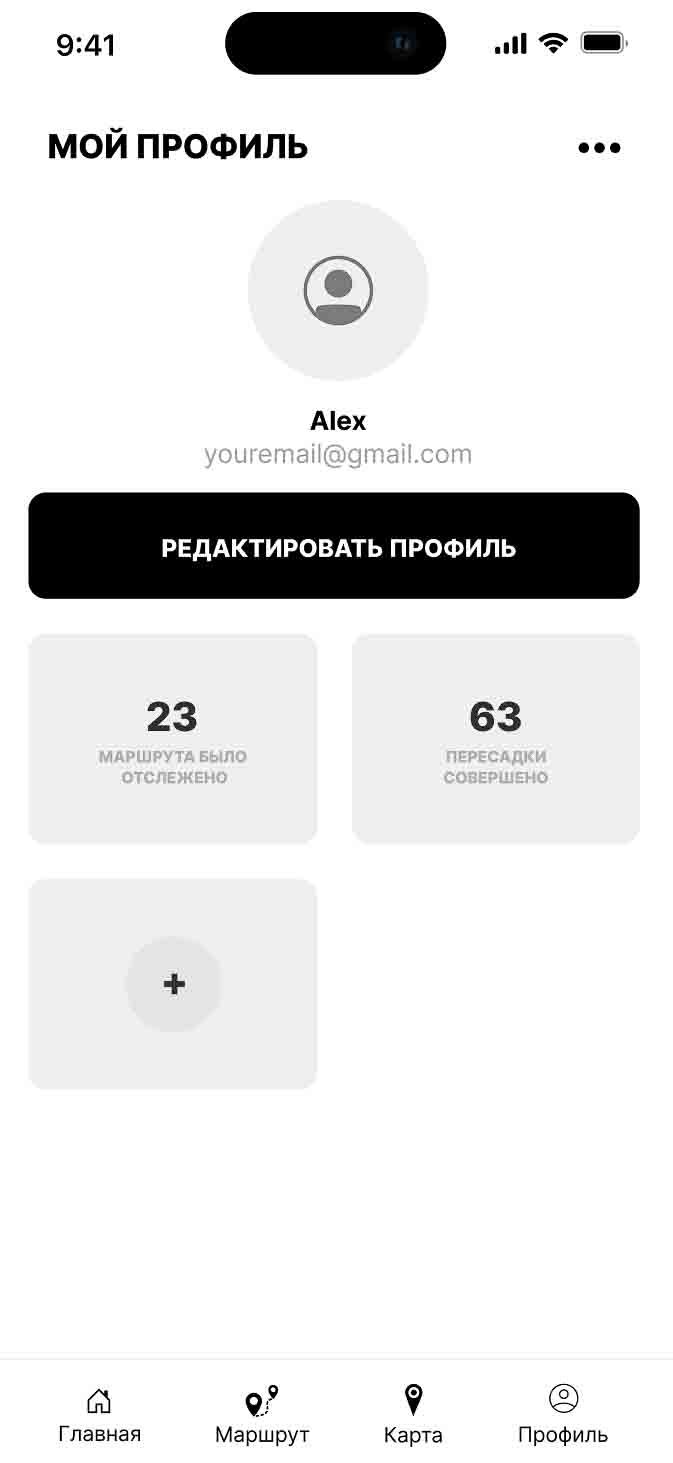 9:41
МОЙ ПРОФИЛЬ
Alex
youremail@gmail.com
РЕДАКТИРОВАТЬ ПРОФИЛЬ
23
МАРШРУТА БЫЛО
ОТСЛЕЖЕНО
63
ПЕРЕСАДКИ
СОВЕРШЕНО
+
Главная
Маршрут
Карта
Профиль